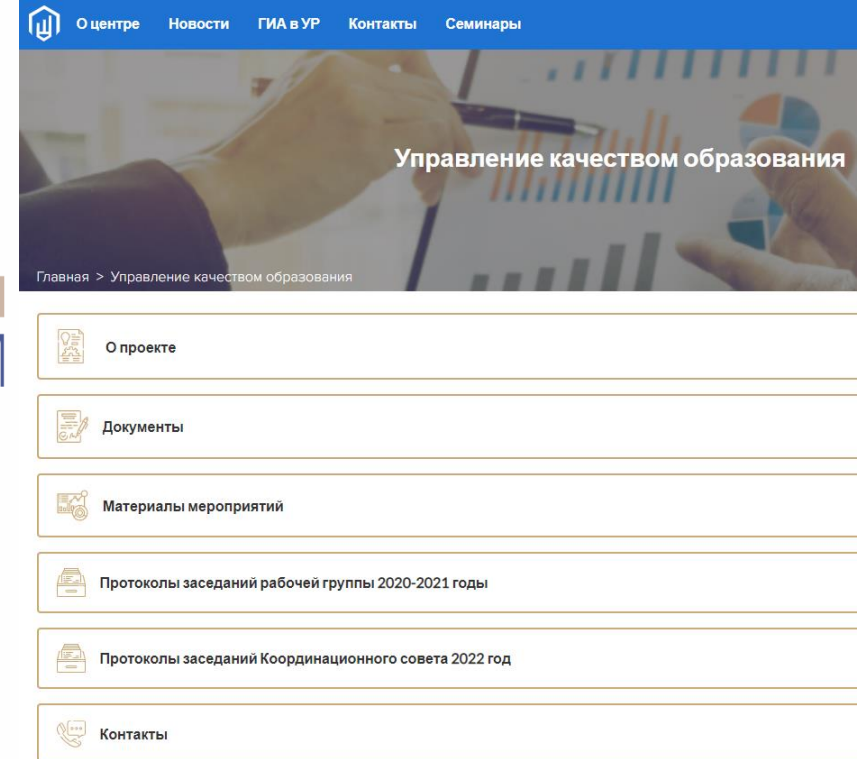 О центре Новости ГИА в УР Контакты Семинары
Управление качеством образования
Главная > Управление качеством образования
О проекте
Документы
Материалы мероприятий
Протоколы заседаний рабочей группы 2020-2021 годы
Протоколы заседаний Координационного совета 2022 год
Контакты